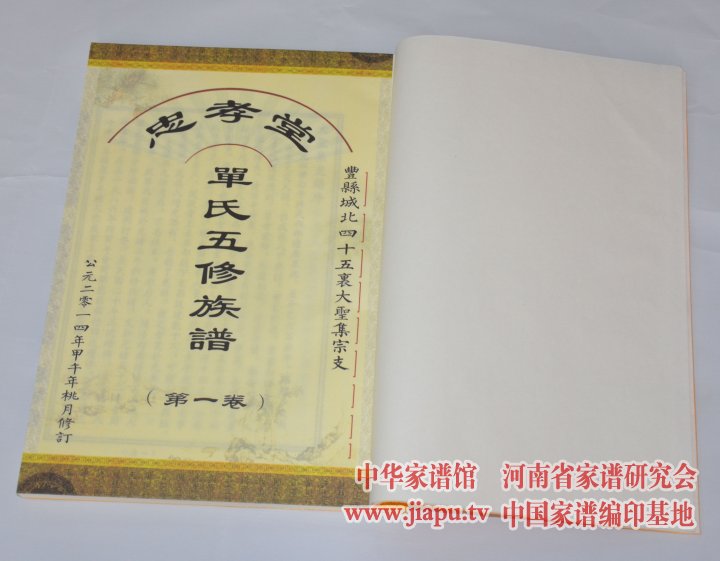 忠孝堂
豐縣城北四十五裏大聖集宗支
單氏五修族譜
（第一卷）
公元二零一四年甲午年桃月修訂
中华家谱馆 河南省家谱研究会
www.jiapu.tv 中国家谱编印基地